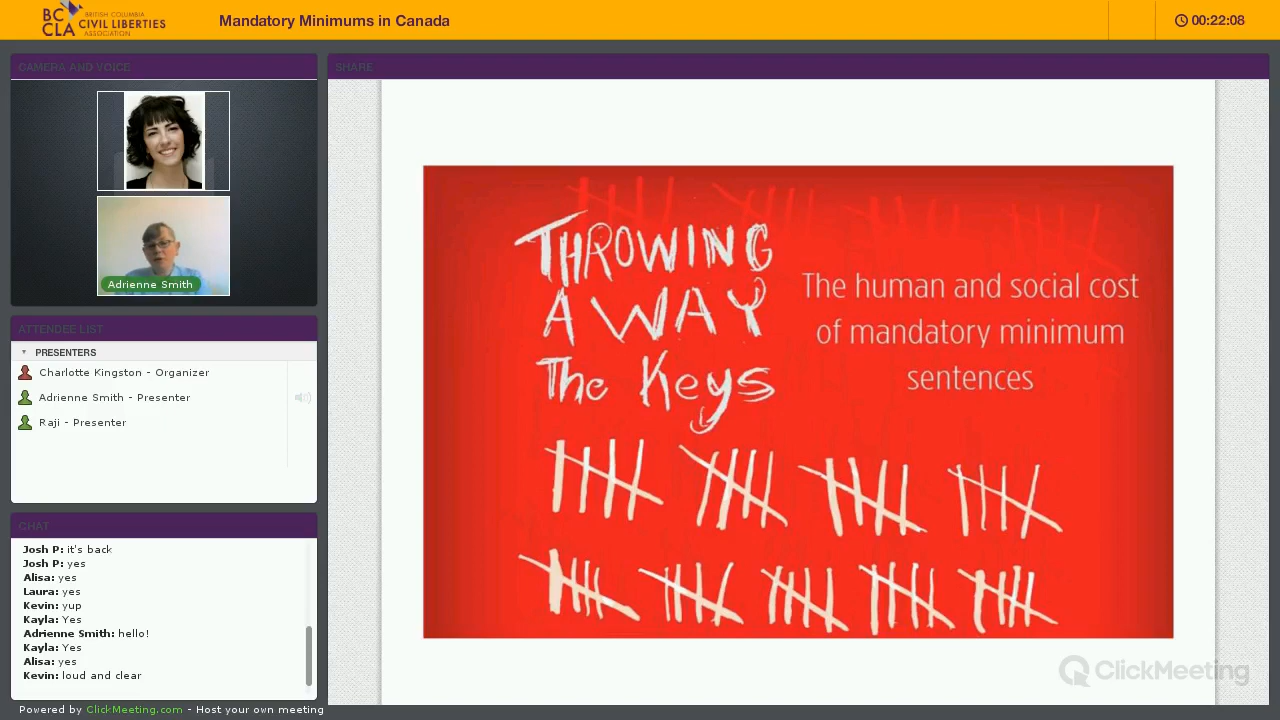 BC
CLA
BRITISH COLUMBIA
CIVIL LIBERTIES
ASSOCIATION
Mandatory Minimums in Canada
00:22:08
CAMERA AND VOICE
Adrienne Smith
ATTENDEE LIST
PRESENTERS
Charlotte Kingston - Organizer
Adrienne Smith - Presenter
Raji - Presenter
CHAT
Josh P: it's back
Josh P: yes
Alisa: yes
Laura: yes
Kevin: yup
Kayla: Yes
Adrienne Smith: hello!
Kayla: Yes
Alisa: yes
Kevin: loud and clear
Powered by ClickMeeting.com - Host your own meeting
SHARE
THROWING
AWAY
The Keys
The human and social cost
of mandatory minimum
sentences
ClickMeeting